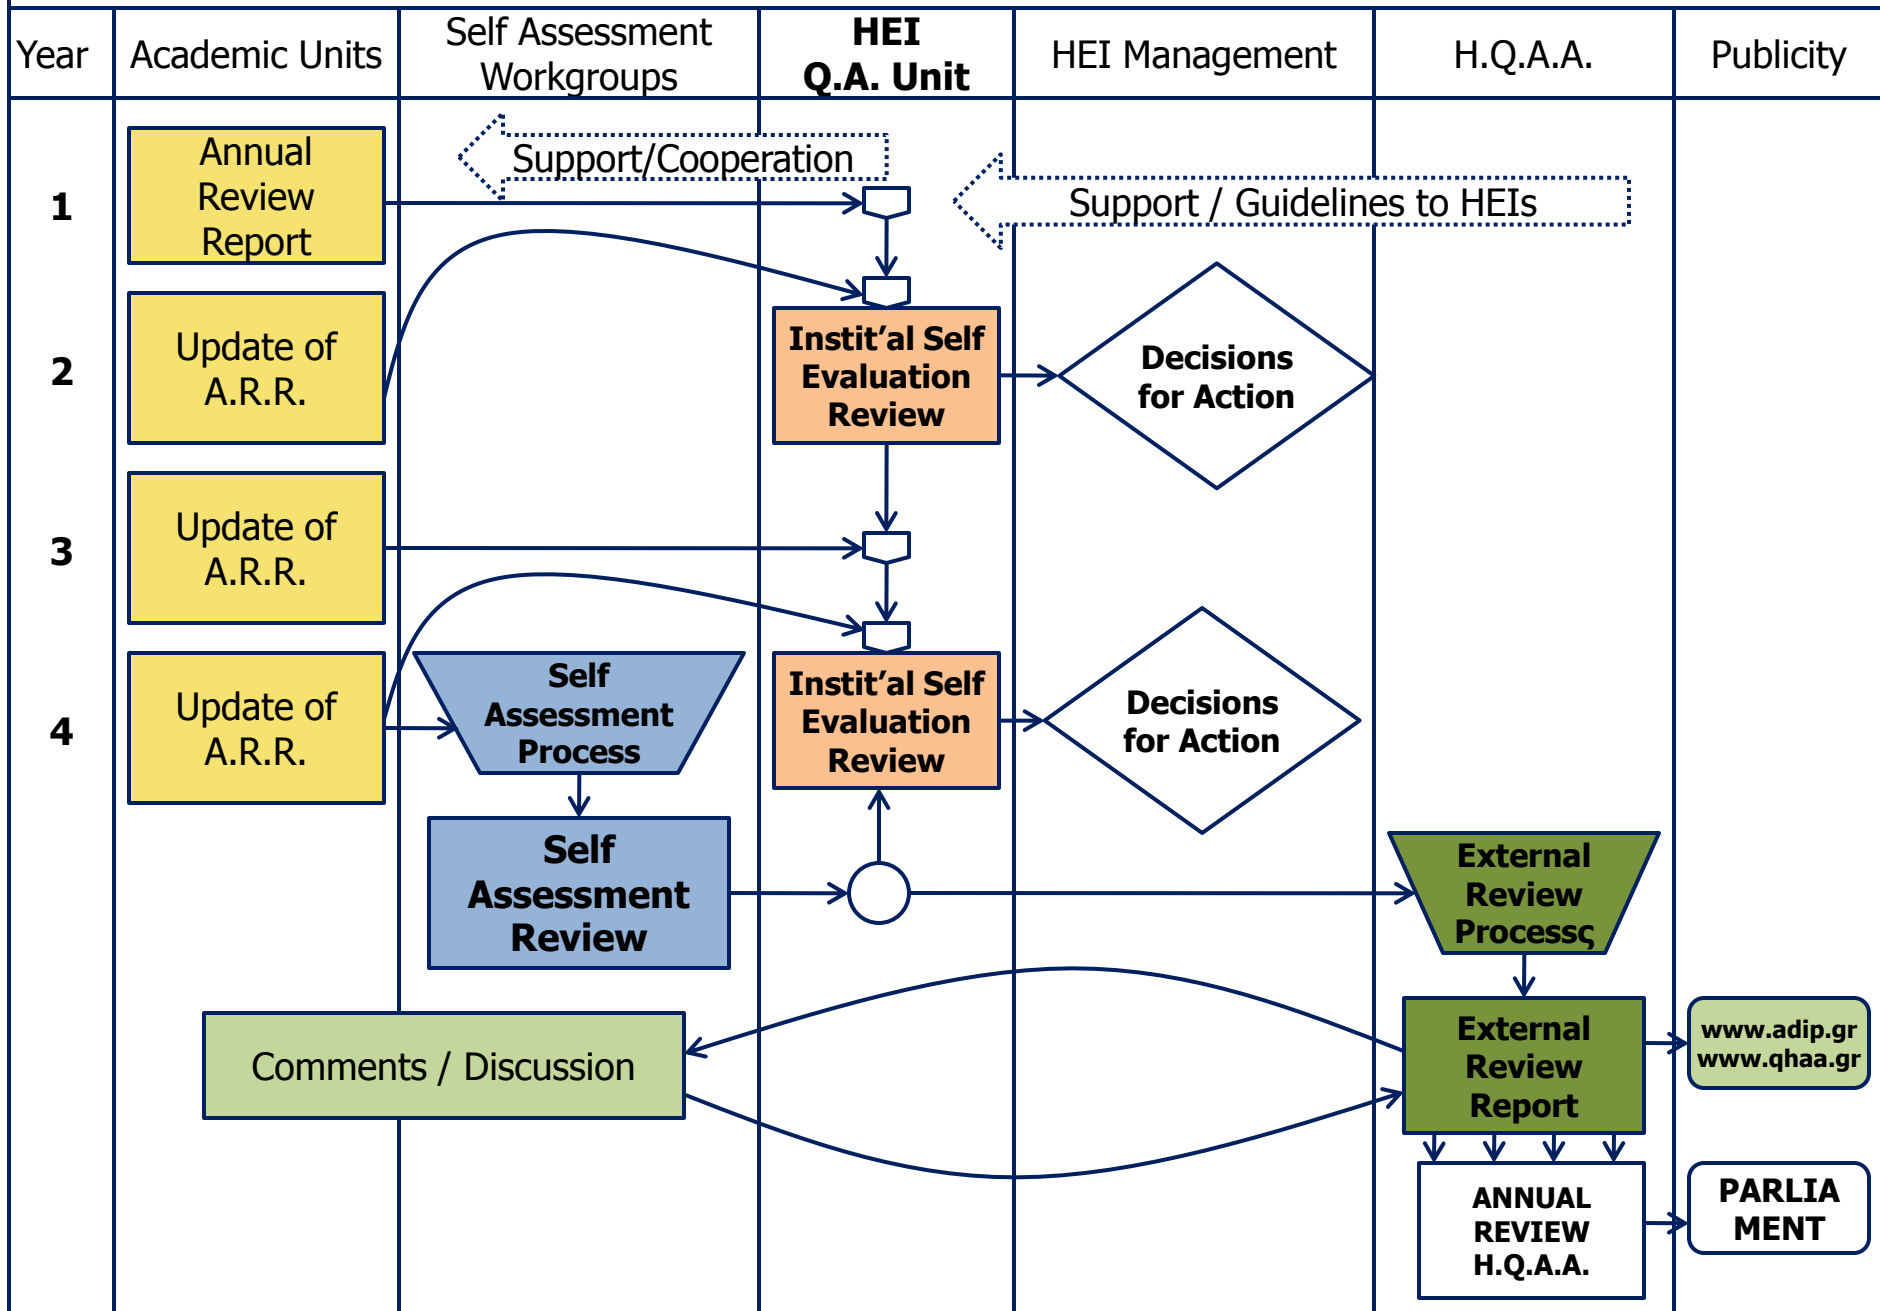 Year
Academic Units
Self Assessment
Workgroups
HEI
Q.A. Unit
HEI Management
H.Q.A.A.
Publicity
1
Annual
Review
Report
Support/Cooperation
Support / Guidelines to HEIs
2
Update of
A.R.R.
Instit’al Self
Evaluation
Review
Decisions
for Action
3
Update of
A.R.R.
4
Update of
A.R.R.
Self
Assessment
Process
Instit’al Self
Evaluation
Review
Decisions
for Action
Self
Assessment
Review
External
Review
Processς
Comments / Discussion
External
Review
Report
www.adip.gr
www.qhaa.gr
ANNUAL
REVIEW
H.Q.A.A.
PARLIA
MENT